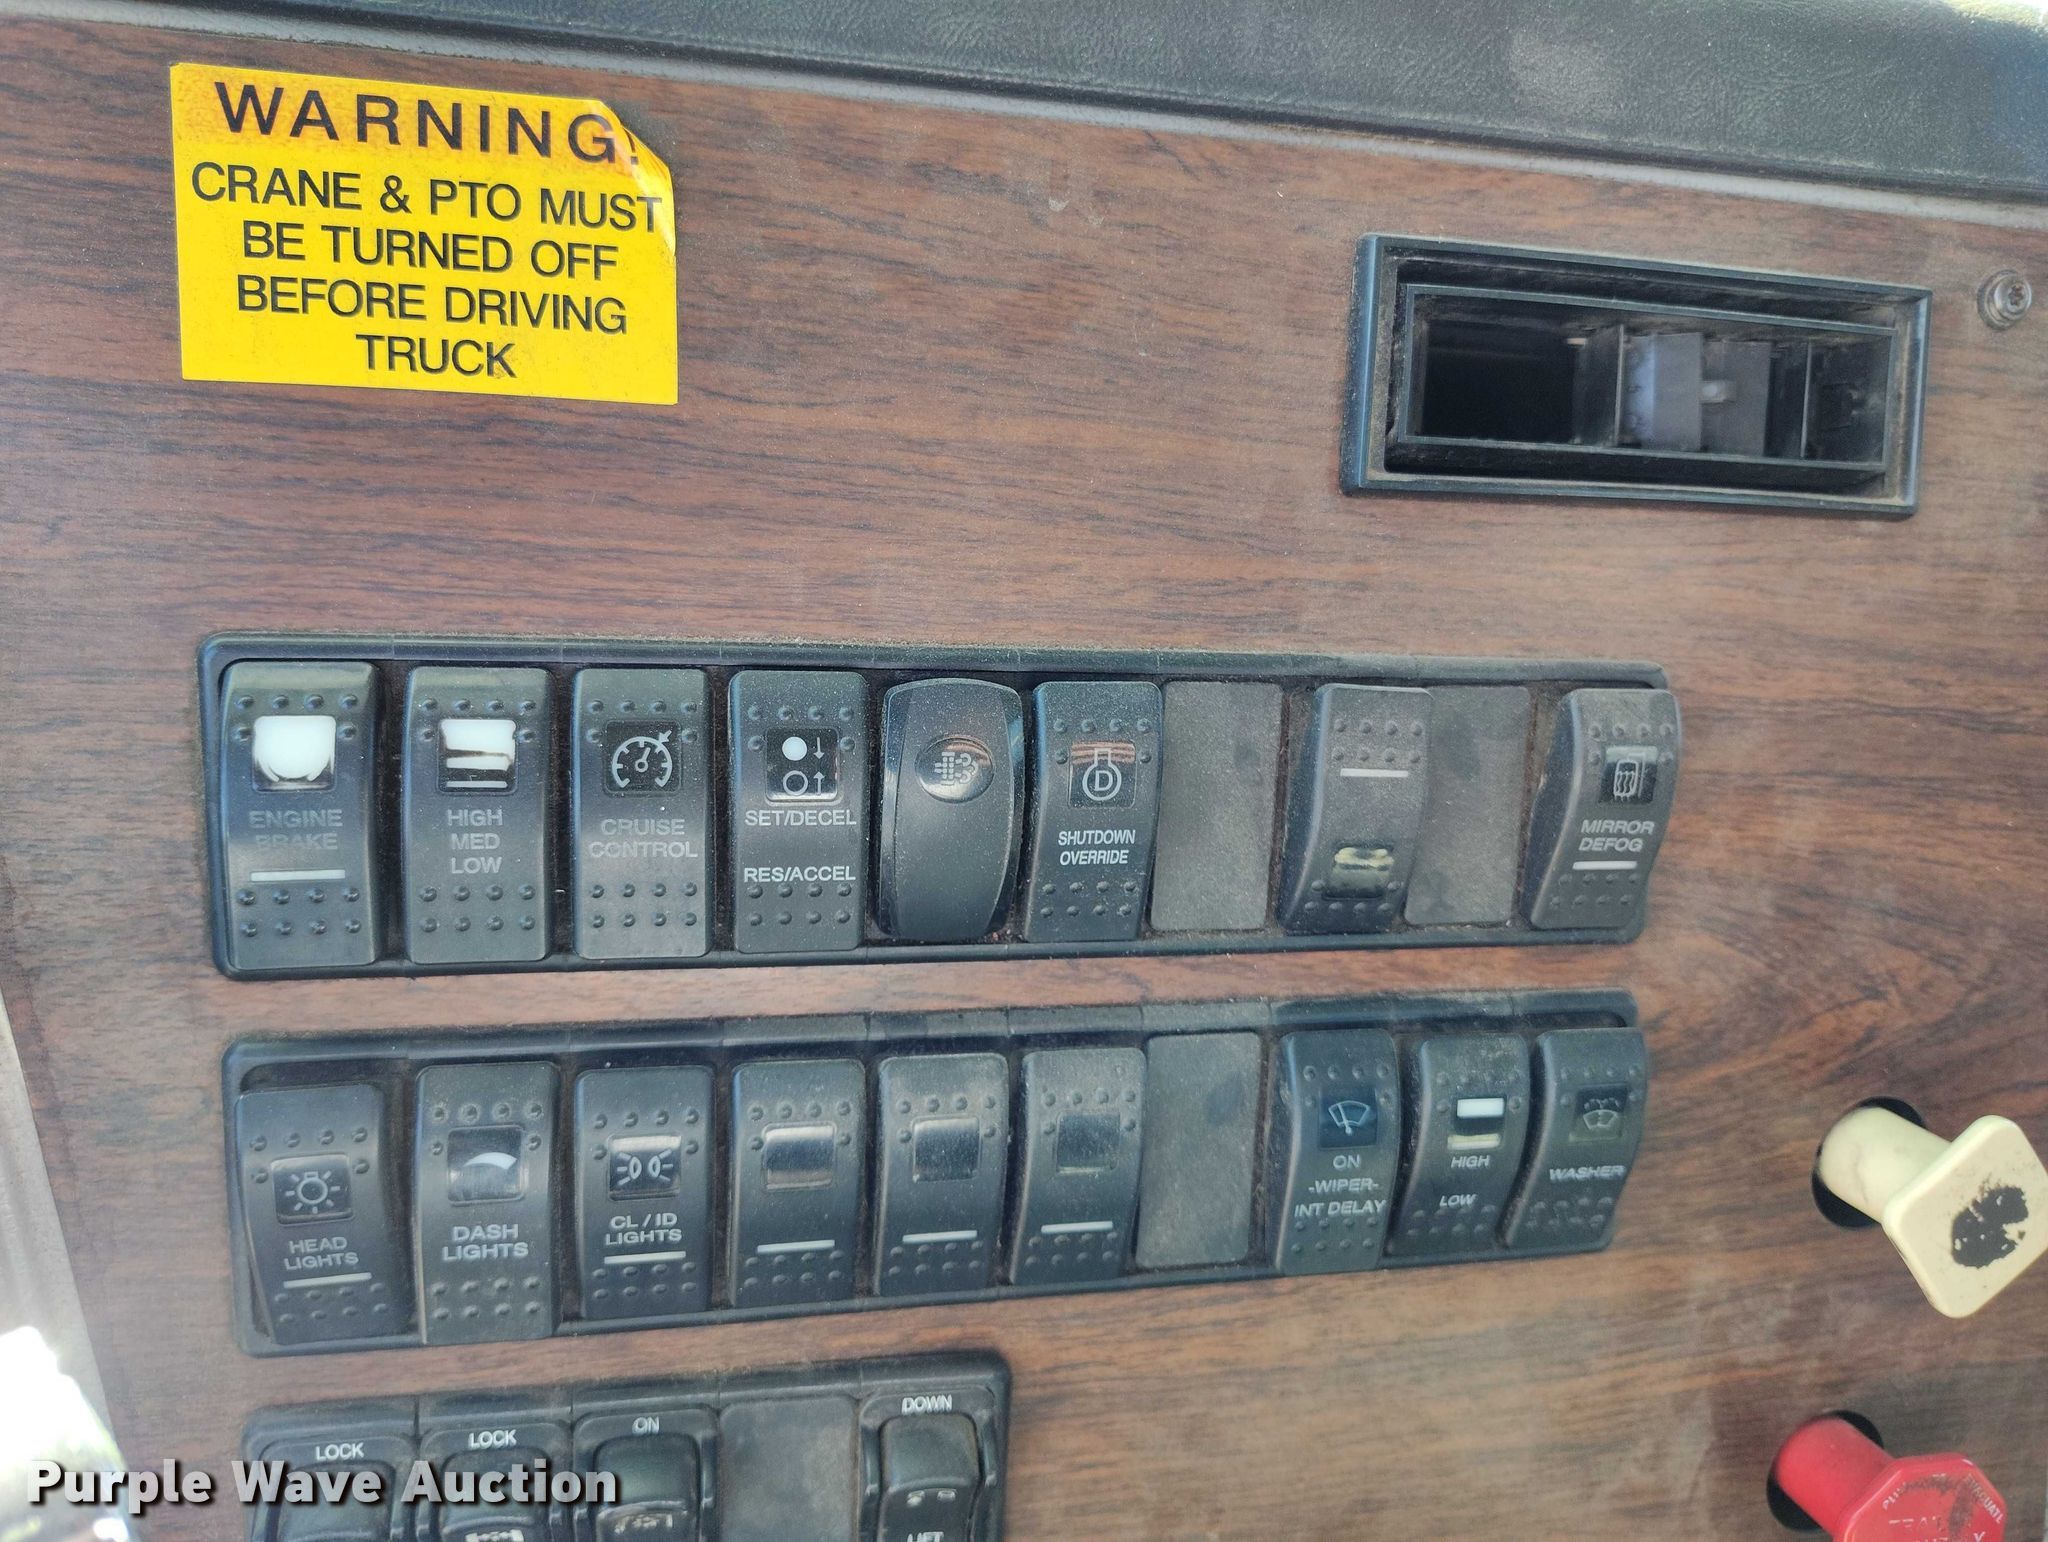 WARNING!
CRANE & PTO MUST
BE TURNED OFF
BEFORE DRIVING
TRUCK
ENGINE
BRAKE
HIGH
MED
LOW
CRUISE
CONTROL
SET/DECEL
RES/ACCEL
D
SHUTDOWN
OVERRIDE
MIRROR
DEFOG
HEAD
LIGHTS
DASH
LIGHTS
CL/ID
LIGHTS
ON
-WIPER-
INT DELAY
HIGH
LOW
WASHER
LOCK
LOCK
ON
DOWN
LIFT
Purple Wave Auction